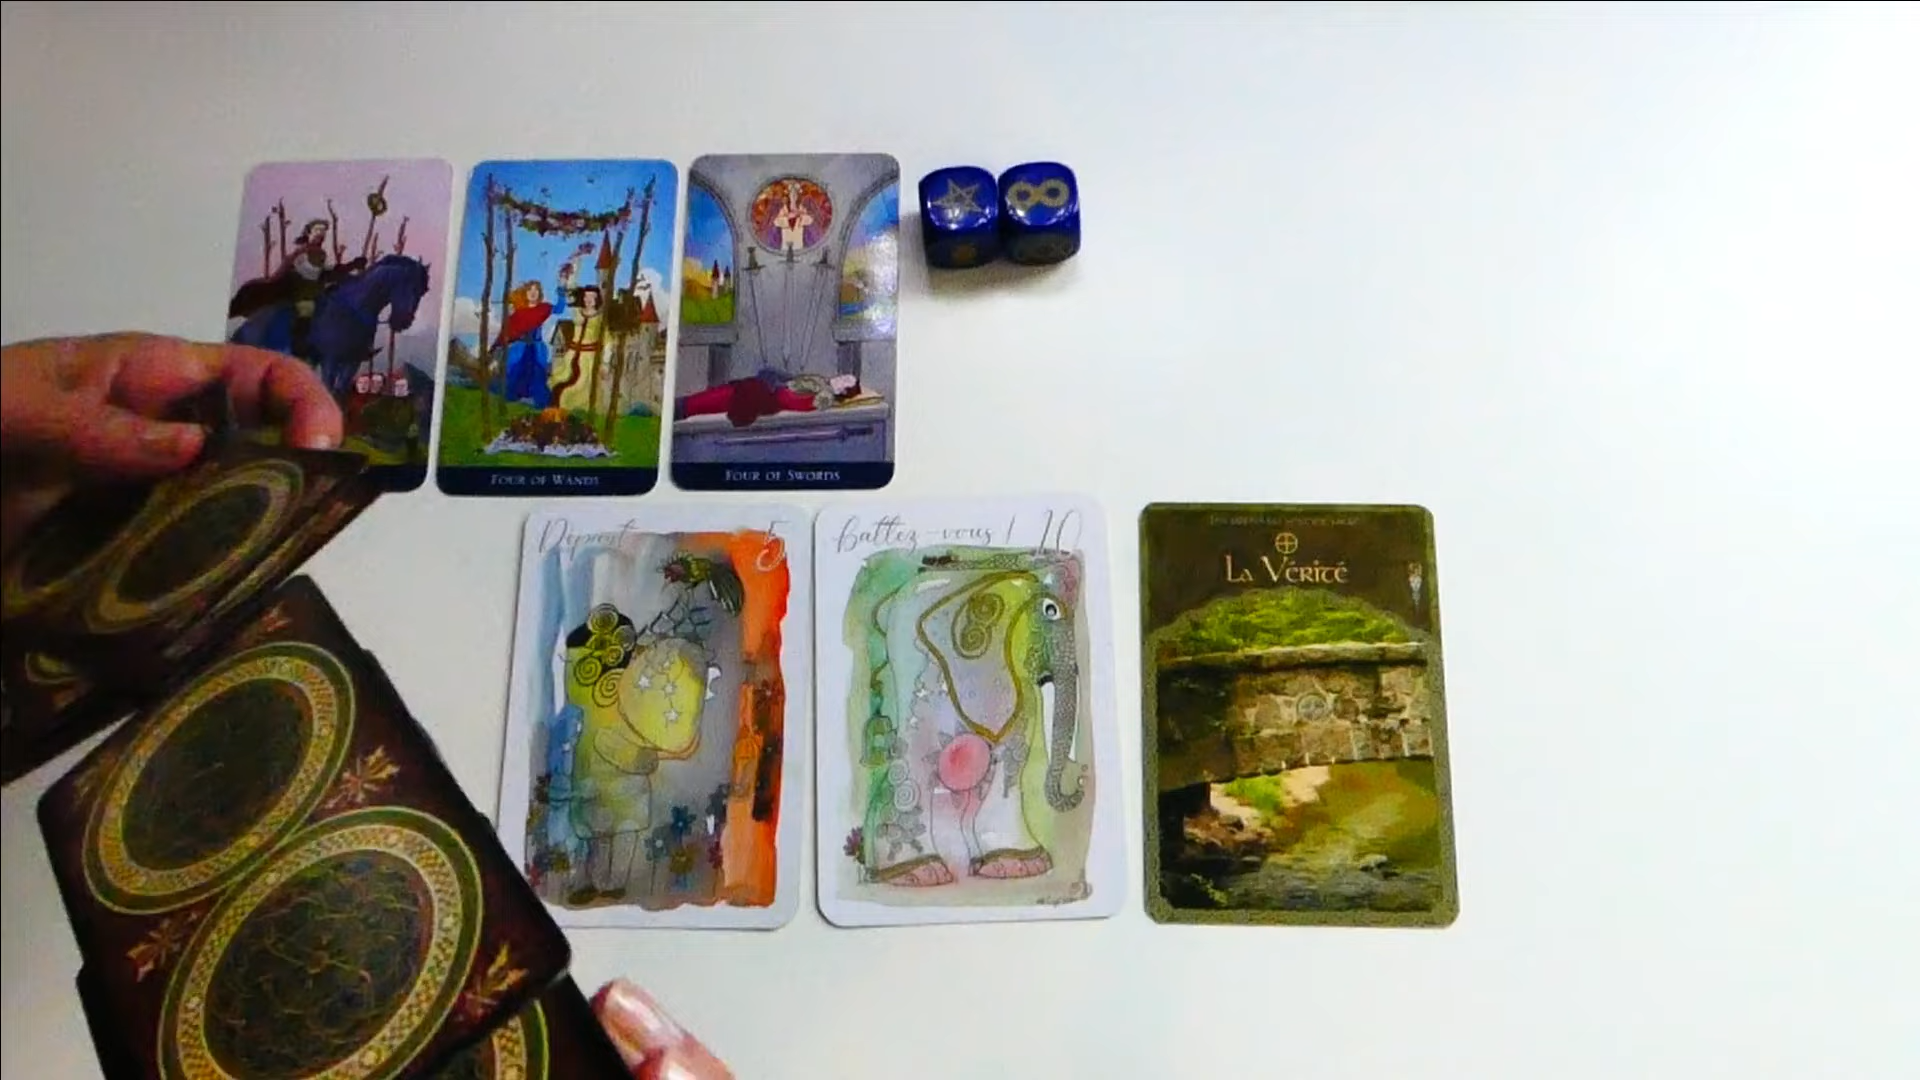 FOUR OF WANDS
FOUR OF SWORDS
Départ
5
Battez-vous !
10
LA VÉRITÉ